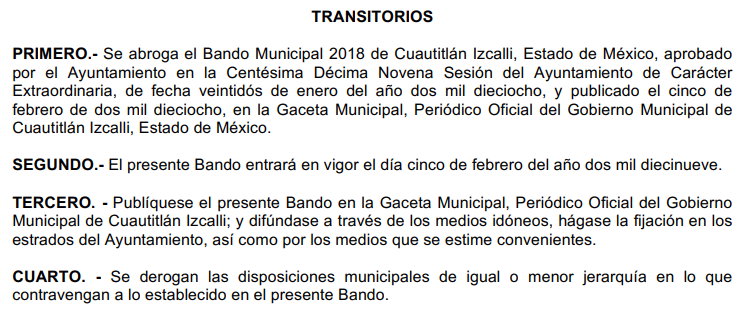 TRANSITORIOS
PRIMERO.- Se abroga el Bando Municipal 2018 de Cuautitlán Izcalli, Estado de México, aprobado
por el Ayuntamiento en la Centésima Décima Novena Sesión del Ayuntamiento de Carácter
Extraordinaria, de fecha veintidós de enero del año dos mil dieciocho, y publicado el cinco de
febrero de dos mil dieciocho, en la Gaceta Municipal, Periódico Oficial del Gobierno Municipal de
Cuautitlán Izcalli, Estado de México.
SEGUNDO.- El presente Bando entrará en vigor el día cinco de febrero del año dos mil diecinueve.
TERCERO. - Publíquese el presente Bando en la Gaceta Municipal, Periódico Oficial del Gobierno
Municipal de Cuautitlán Izcalli; y difúndase a través de los medios idóneos, hágase la fijación en los
estrados del Ayuntamiento, así como por los medios que se estime convenientes.
CUARTO. - Se derogan las disposiciones municipales de igual o menor jerarquía en lo que
contravengan a lo establecido en el presente Bando.